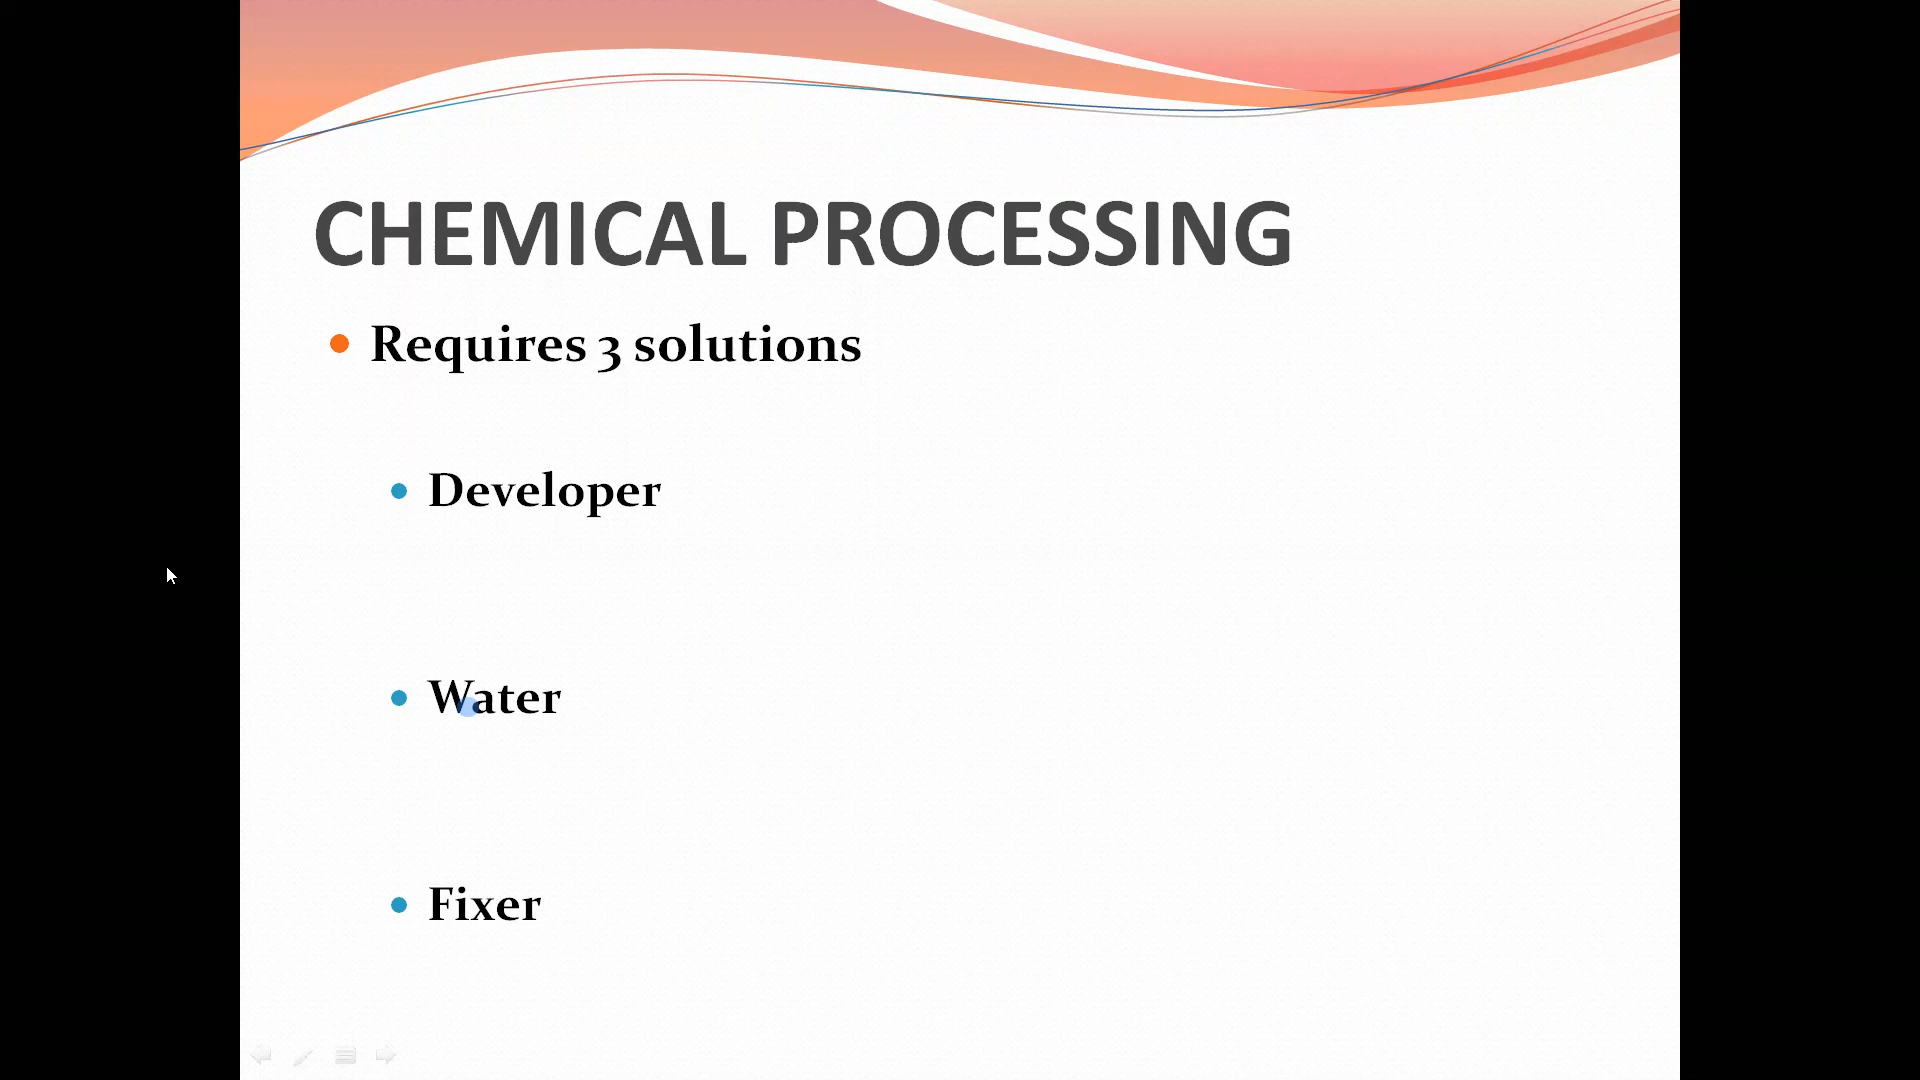 CHEMICAL PROCESSING
Requires 3 solutions
Developer
Water
Fixer